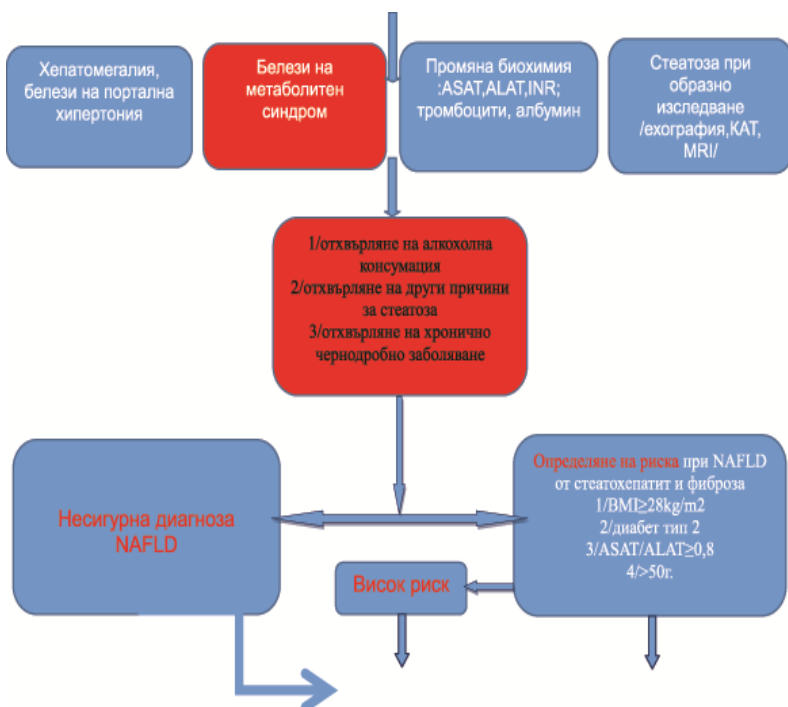 Хепатомегалия,
белези на портална
хипертония
Белези на
метаболитен
синдром
Промяна биохимия
:ASAT,ALAT,INR;
тромбоцити, албумин
Стеатоза при
образно
изследване
/ехография,КАТ,
MRI/
1/отхвърляне на алкохолна
консумация
2/отхвърляне на други причини
за стеатоза
3/отхвърляне на хронично
чернодробно заболяване
Несигурна диагноза
NAFLD
Определяне на риска при NAFLD
от стеатохепатит и фиброза
1/BMI≥28kg/m2
2/диабет тип 2
3/ASAT/ALAT≥0,8
4/>50г.
Висок риск